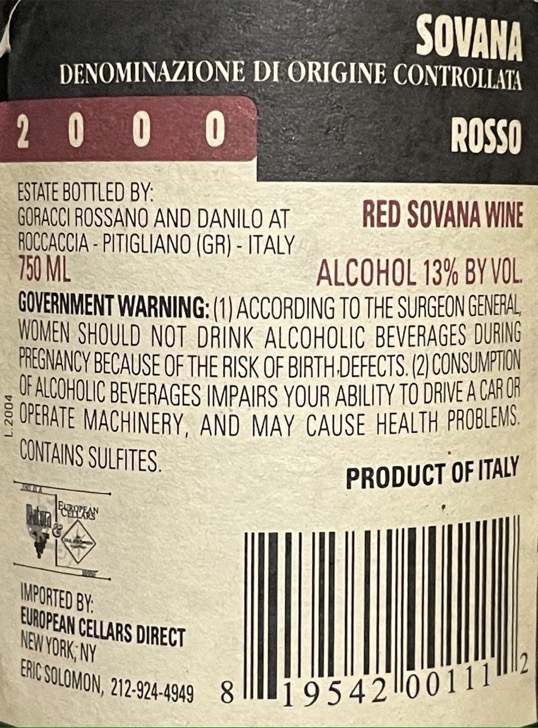 SOVANA
DENOMINAZIONE DI ORIGINE CONTROLLATA
2000
ROSSO
ESTATE BOTTLED BY:
GORACCI ROSSANO AND DANILO AT
ROCCACCIA - PITIGLIANO (GR) - ITALY
750 ML
RED SOVANA WINE
ALCOHOL 13% BY VOL.
GOVERNMENT WARNING: (1) ACCORDING TO THE SURGEON GENERAL,
WOMEN SHOULD NOT DRINK ALCOHOLIC BEVERAGES DURING
PREGNANCY BECAUSE OF THE RISK OF BIRTH DEFECTS. (2) CONSUMPTION
OF ALCOHOLIC BEVERAGES IMPAIRS YOUR ABILITY TO DRIVE A CAR OR
OPERATE MACHINERY, AND MAY CAUSE HEALTH PROBLEMS.
L. 2004
CONTAINS SULFITES.
PRODUCT OF ITALY
EUROPEAN
CELLARS
&
IMPORTED BY:
EUROPEAN CELLARS DIRECT
NEW YORK, NY
ERIC SOLOMON, 212-924-4949
8 19542 00111 2